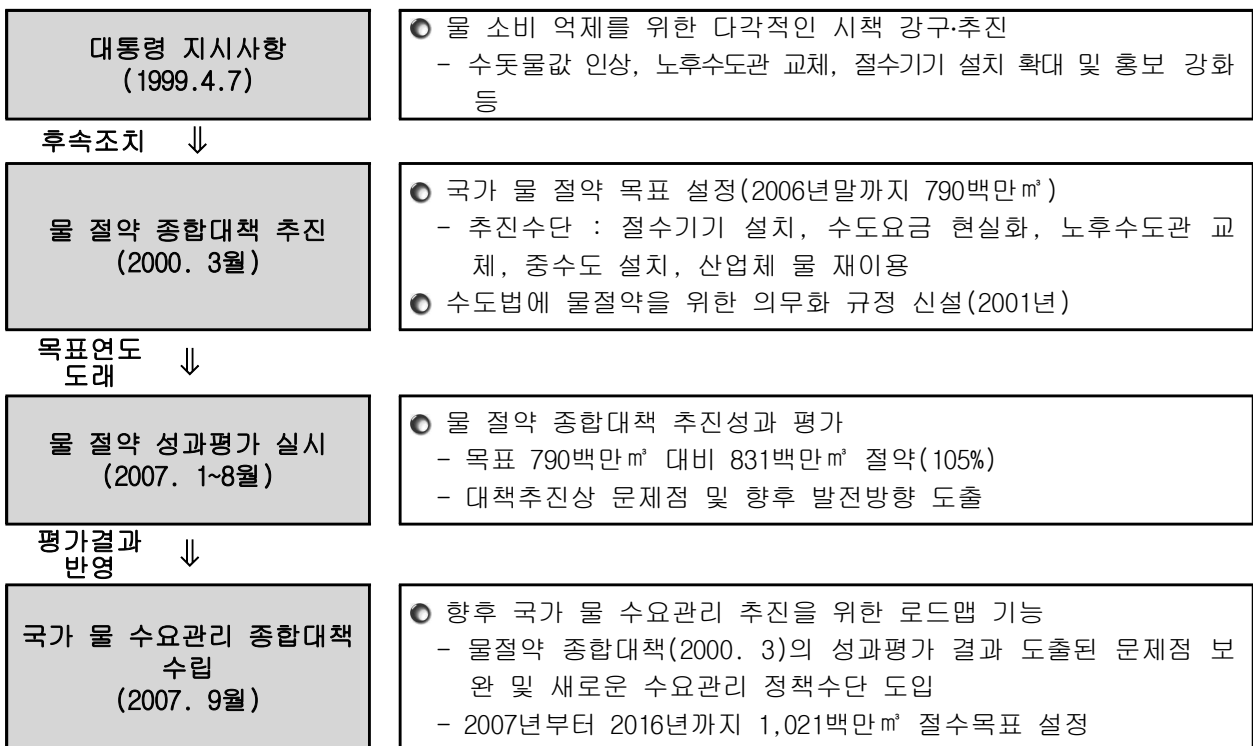 대통령 지시사항
(1999.4.7)
● 물 소비 억제를 위한 다각적인 시책 강구·추진
- 수돗물값 인상, 노후수도관 교체, 절수기기 설치 확대 및 홍보 강화
등
후속조치 ⇓
물 절약 종합대책 추진
(2000. 3월)
● 국가 물 절약 목표 설정(2006년말까지 790백만㎥)
- 추진수단 : 절수기기 설치, 수도요금 현실화, 노후수도관 교
체, 중수도 설치, 산업체 물 재이용
● 수도법에 물절약을 위한 의무화 규정 신설(2001년)
목표연도
도래 ⇓
물 절약 성과평가 실시
(2007. 1~8월)
● 물 절약 종합대책 추진성과 평가
- 목표 790백만㎥ 대비 831백만㎥ 절약(105%)
- 대책추진상 문제점 및 향후 발전방향 도출
평가결과
반영 ⇓
국가 물 수요관리 종합대책
수립
(2007. 9월)
● 향후 국가 물 수요관리 추진을 위한 로드맵 기능
- 물절약 종합대책(2000. 3)의 성과평가 결과 도출된 문제점 보
완 및 새로운 수요관리 정책수단 도입
- 2007년부터 2016년까지 1,021백만㎥ 절수목표 설정